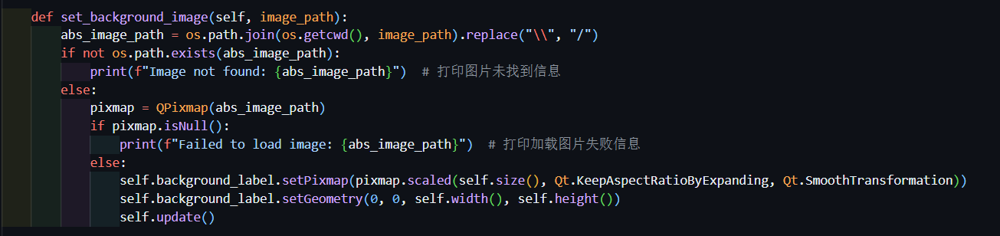 def set_background_image(self, image_path):
abs_image_path = os.path.join(os.getcwd(), image_path).replace("\\", "/")
if not os.path.exists(abs_image_path):
print(f"Image not found: {abs_image_path}")  # 打印图片未找到信息
else:
pixmap = QPixmap(abs_image_path)
if pixmap.isNull():
print(f"Failed to load image: {abs_image_path}")  # 打印加载图片失败信息
else:
self.background_label.setPixmap(pixmap.scaled(self.size(), Qt.KeepAspectRatioByExpanding, Qt.SmoothTransformation))
self.background_label.setGeometry(0, 0, self.width(), self.height())
self.update()